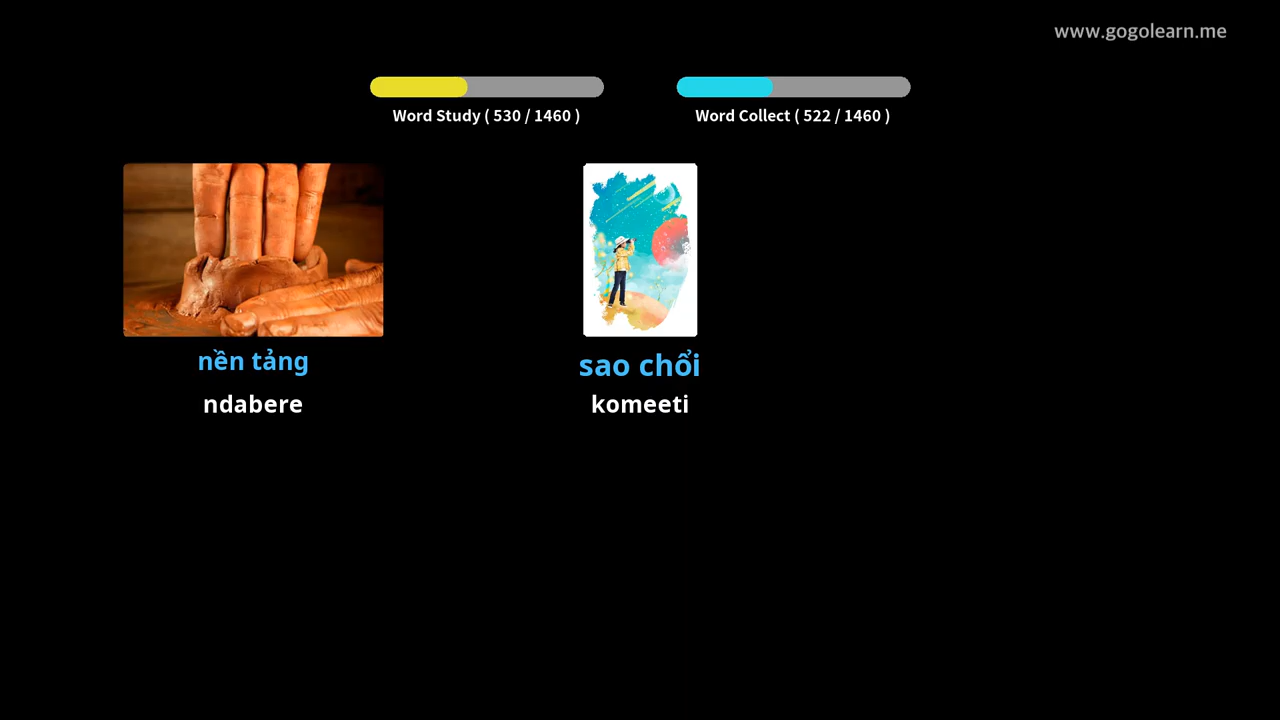 www.gogolearn.me
Word Study ( 530 / 1460 )
Word Collect ( 522 / 1460 )
nền tảng
ndabere
sao chổi
komeeti